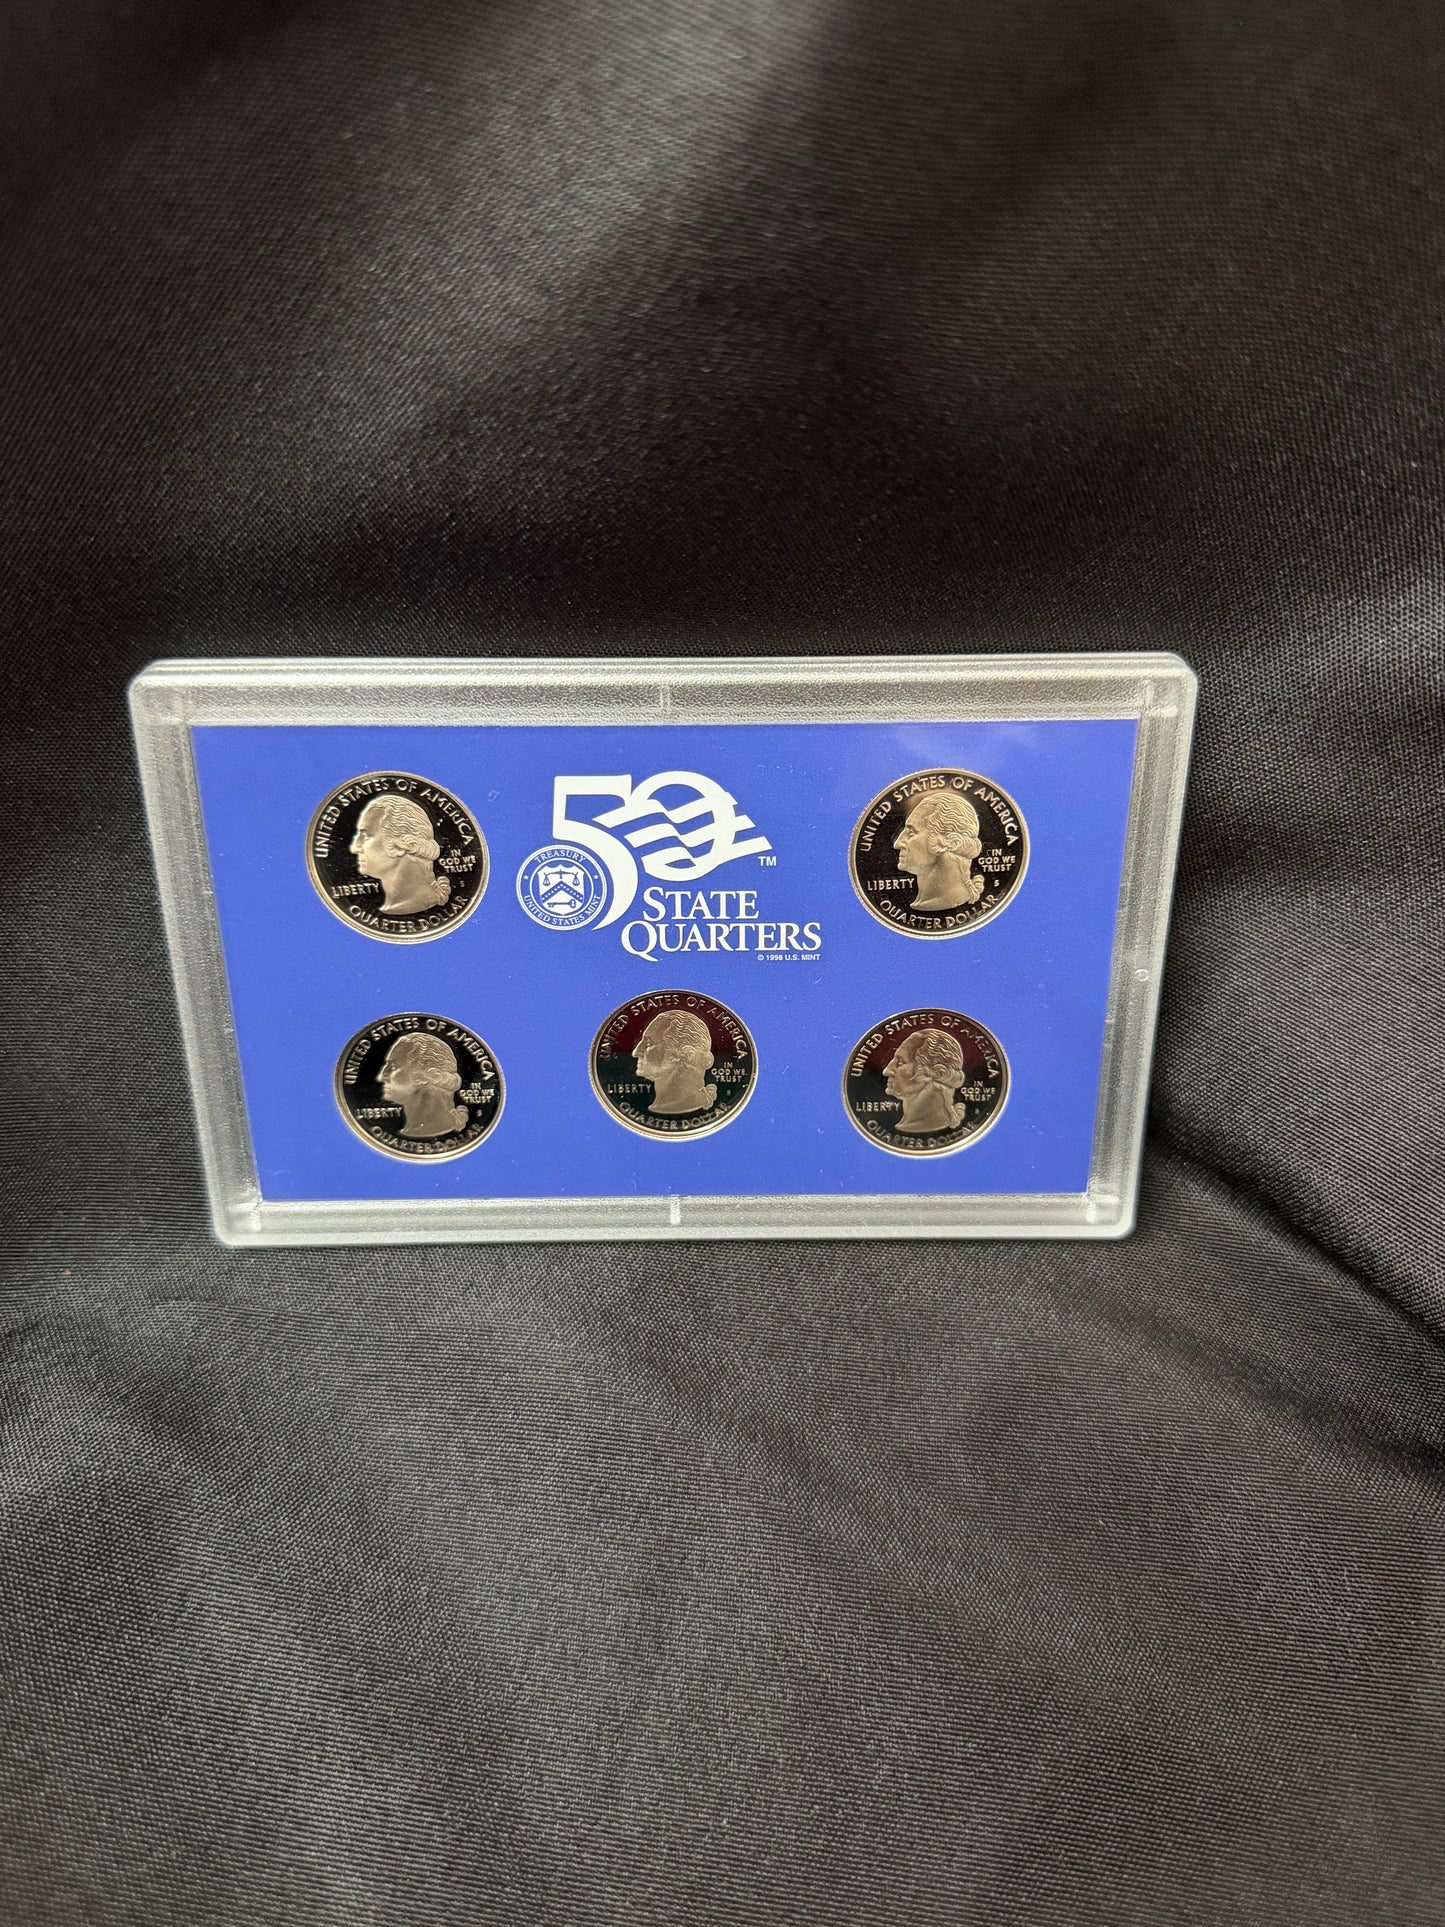 UNITED STATES OF AMERICA
IN
GOD WE
TRUST
LIBERTY
S
QUARTER DOLLAR
50
TM
TREASURY
UNITED STATES MINT
STATE
QUARTERS
© 1998 U.S. MINT
UNITED STATES OF AMERICA
IN
GOD WE
TRUST
LIBERTY
S
QUARTER DOLLAR
UNITED STATES OF AMERICA
IN
GOD WE
TRUST
LIBERTY
S
QUARTER DOLLAR
UNITED STATES OF AMERICA
IN
GOD WE
TRUST
LIBERTY
S
QUARTER DOLLAR
UNITED STATES OF AMERICA
IN
GOD WE
TRUST
LIBERTY
S
QUARTER DOLLAR